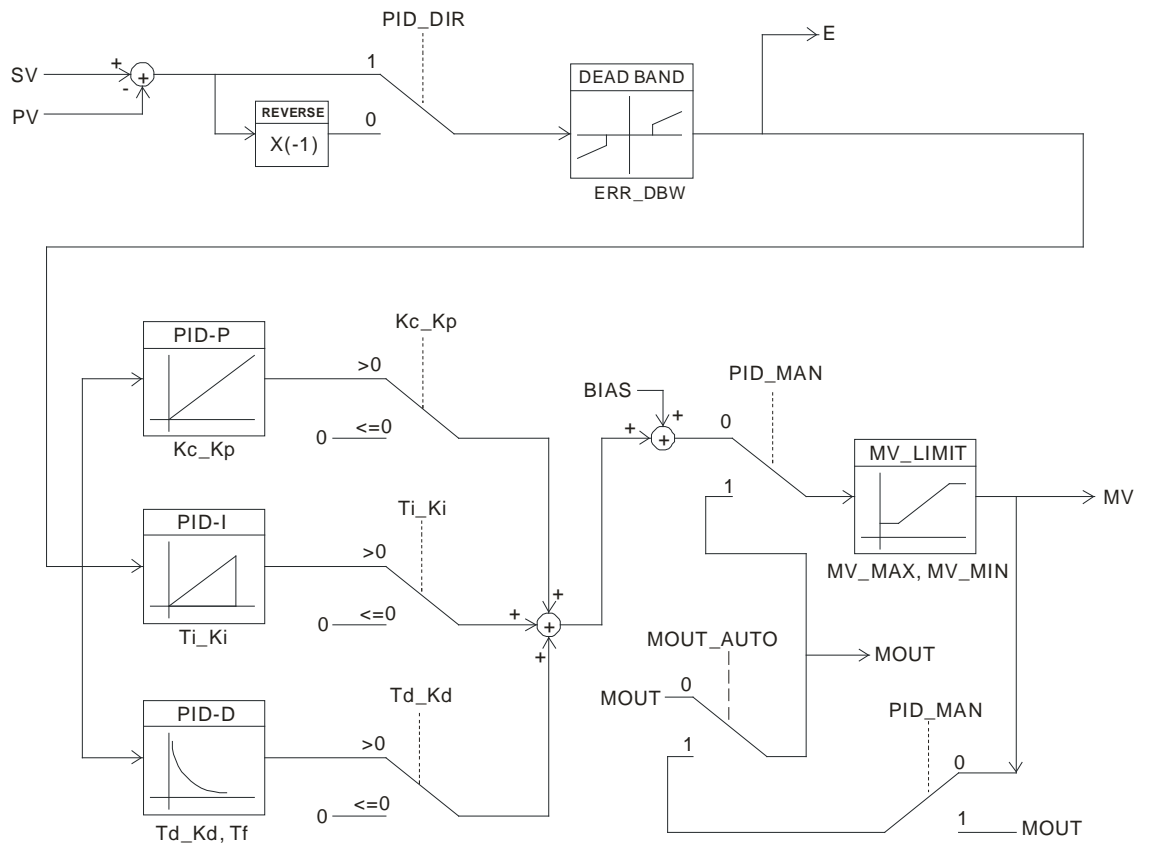 PID_DIR
E
SV
+
+
1
DEAD BAND
-
PV
REVERSE
X(-1)
0
ERR_DBW
PID-P
Kc_Kp
Kc_Kp
>0
0
<=0
PID-I
Ti_Ki
Ti_Ki
>0
0
<=0
PID-D
Td_Kd, Tf
Td_Kd
>0
0
<=0
+
+
+
+
BIAS
+
+
+
PID_MAN
0
1
MV_LIMIT
MV_MAX, MV_MIN
MV
MOUT_AUTO
MOUT
MOUT
0
1
PID_MAN
0
1
MOUT